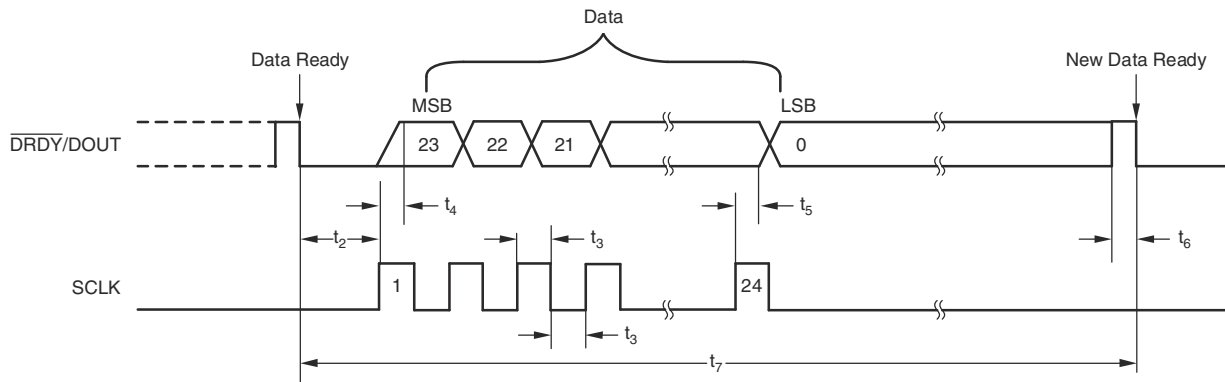 Data
Data Ready
New Data Ready
MSB
LSB
DRDY/DOUT
23
22
21
0
t4
t5
t2
t3
t6
SCLK
1
24
t3
t7